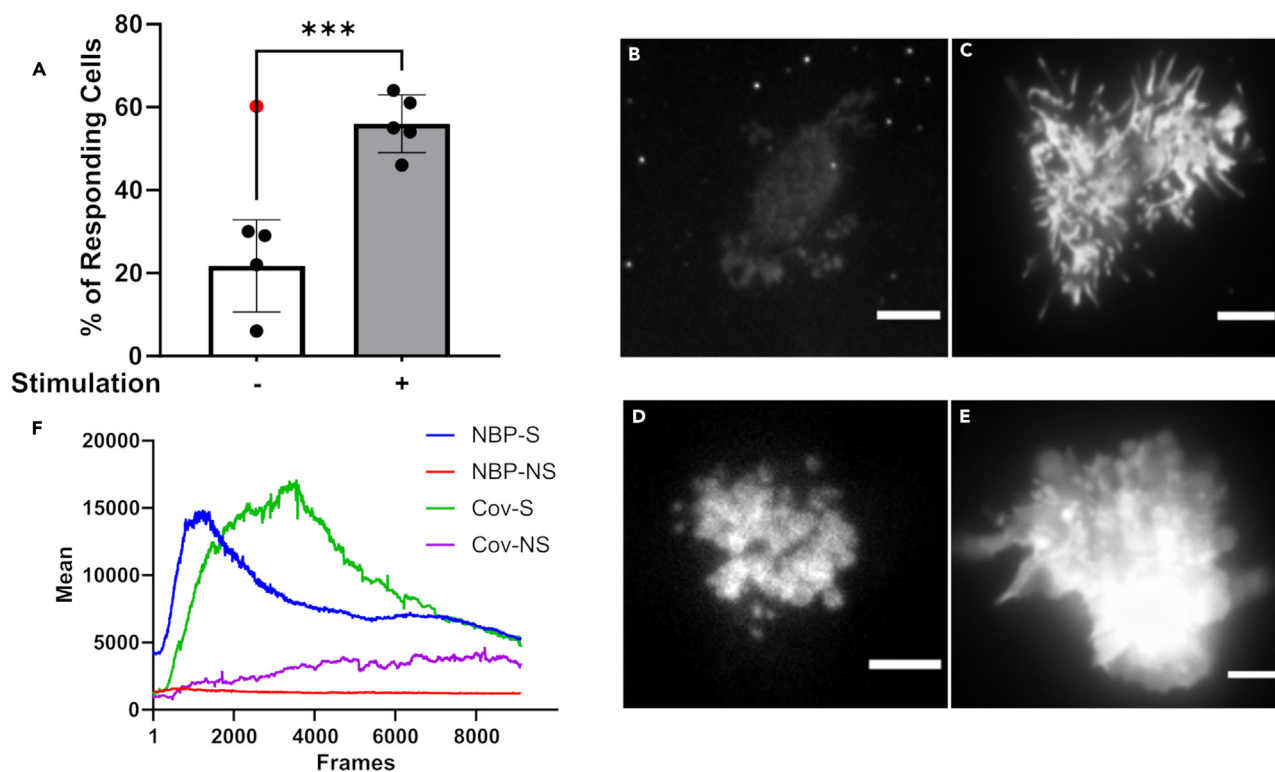 A
% of Responding Cells
80
60
40
20
0
***
Stimulation - +
B
C
D
E
F
Mean
20000
15000
10000
5000
0
1 2000 4000 6000 8000
Frames
NBP-S
NBP-NS
Cov-S
Cov-NS